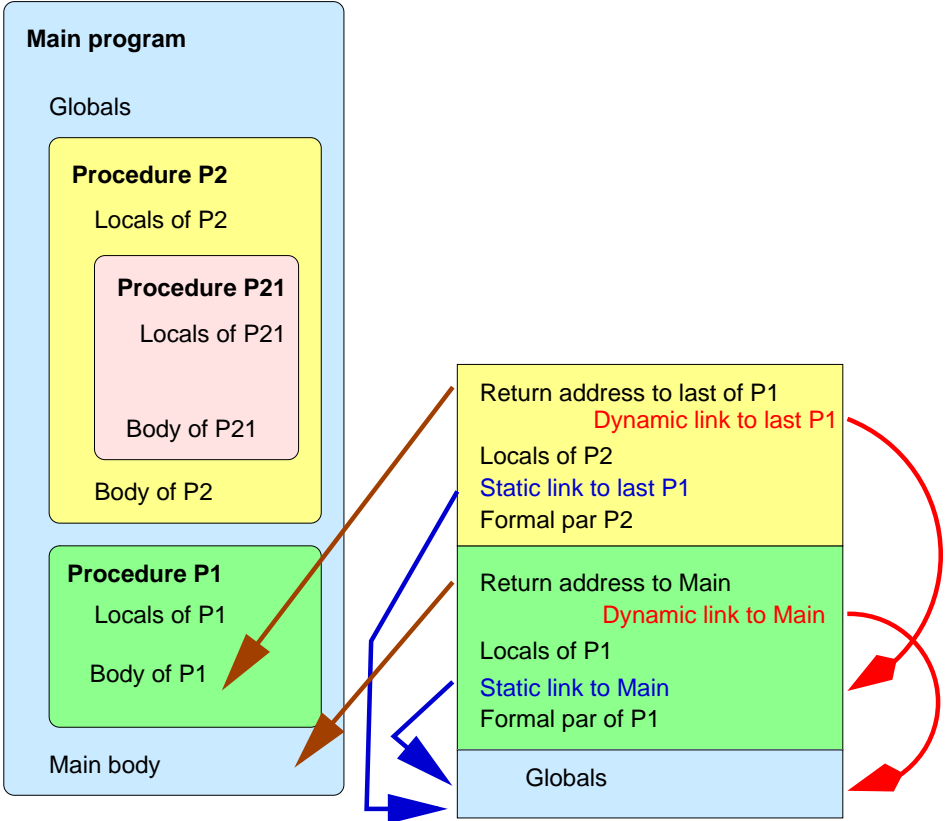 Main program
Globals
Procedure P2
Locals of P2
Procedure P21
Locals of P21
Body of P21
Body of P2
Procedure P1
Locals of P1
Body of P1
Main body
Return address to last of P1
Dynamic link to last P1
Locals of P2
Static link to last P1
Formal par P2
Return address to Main
Dynamic link to Main
Locals of P1
Static link to Main
Formal par of P1
Globals